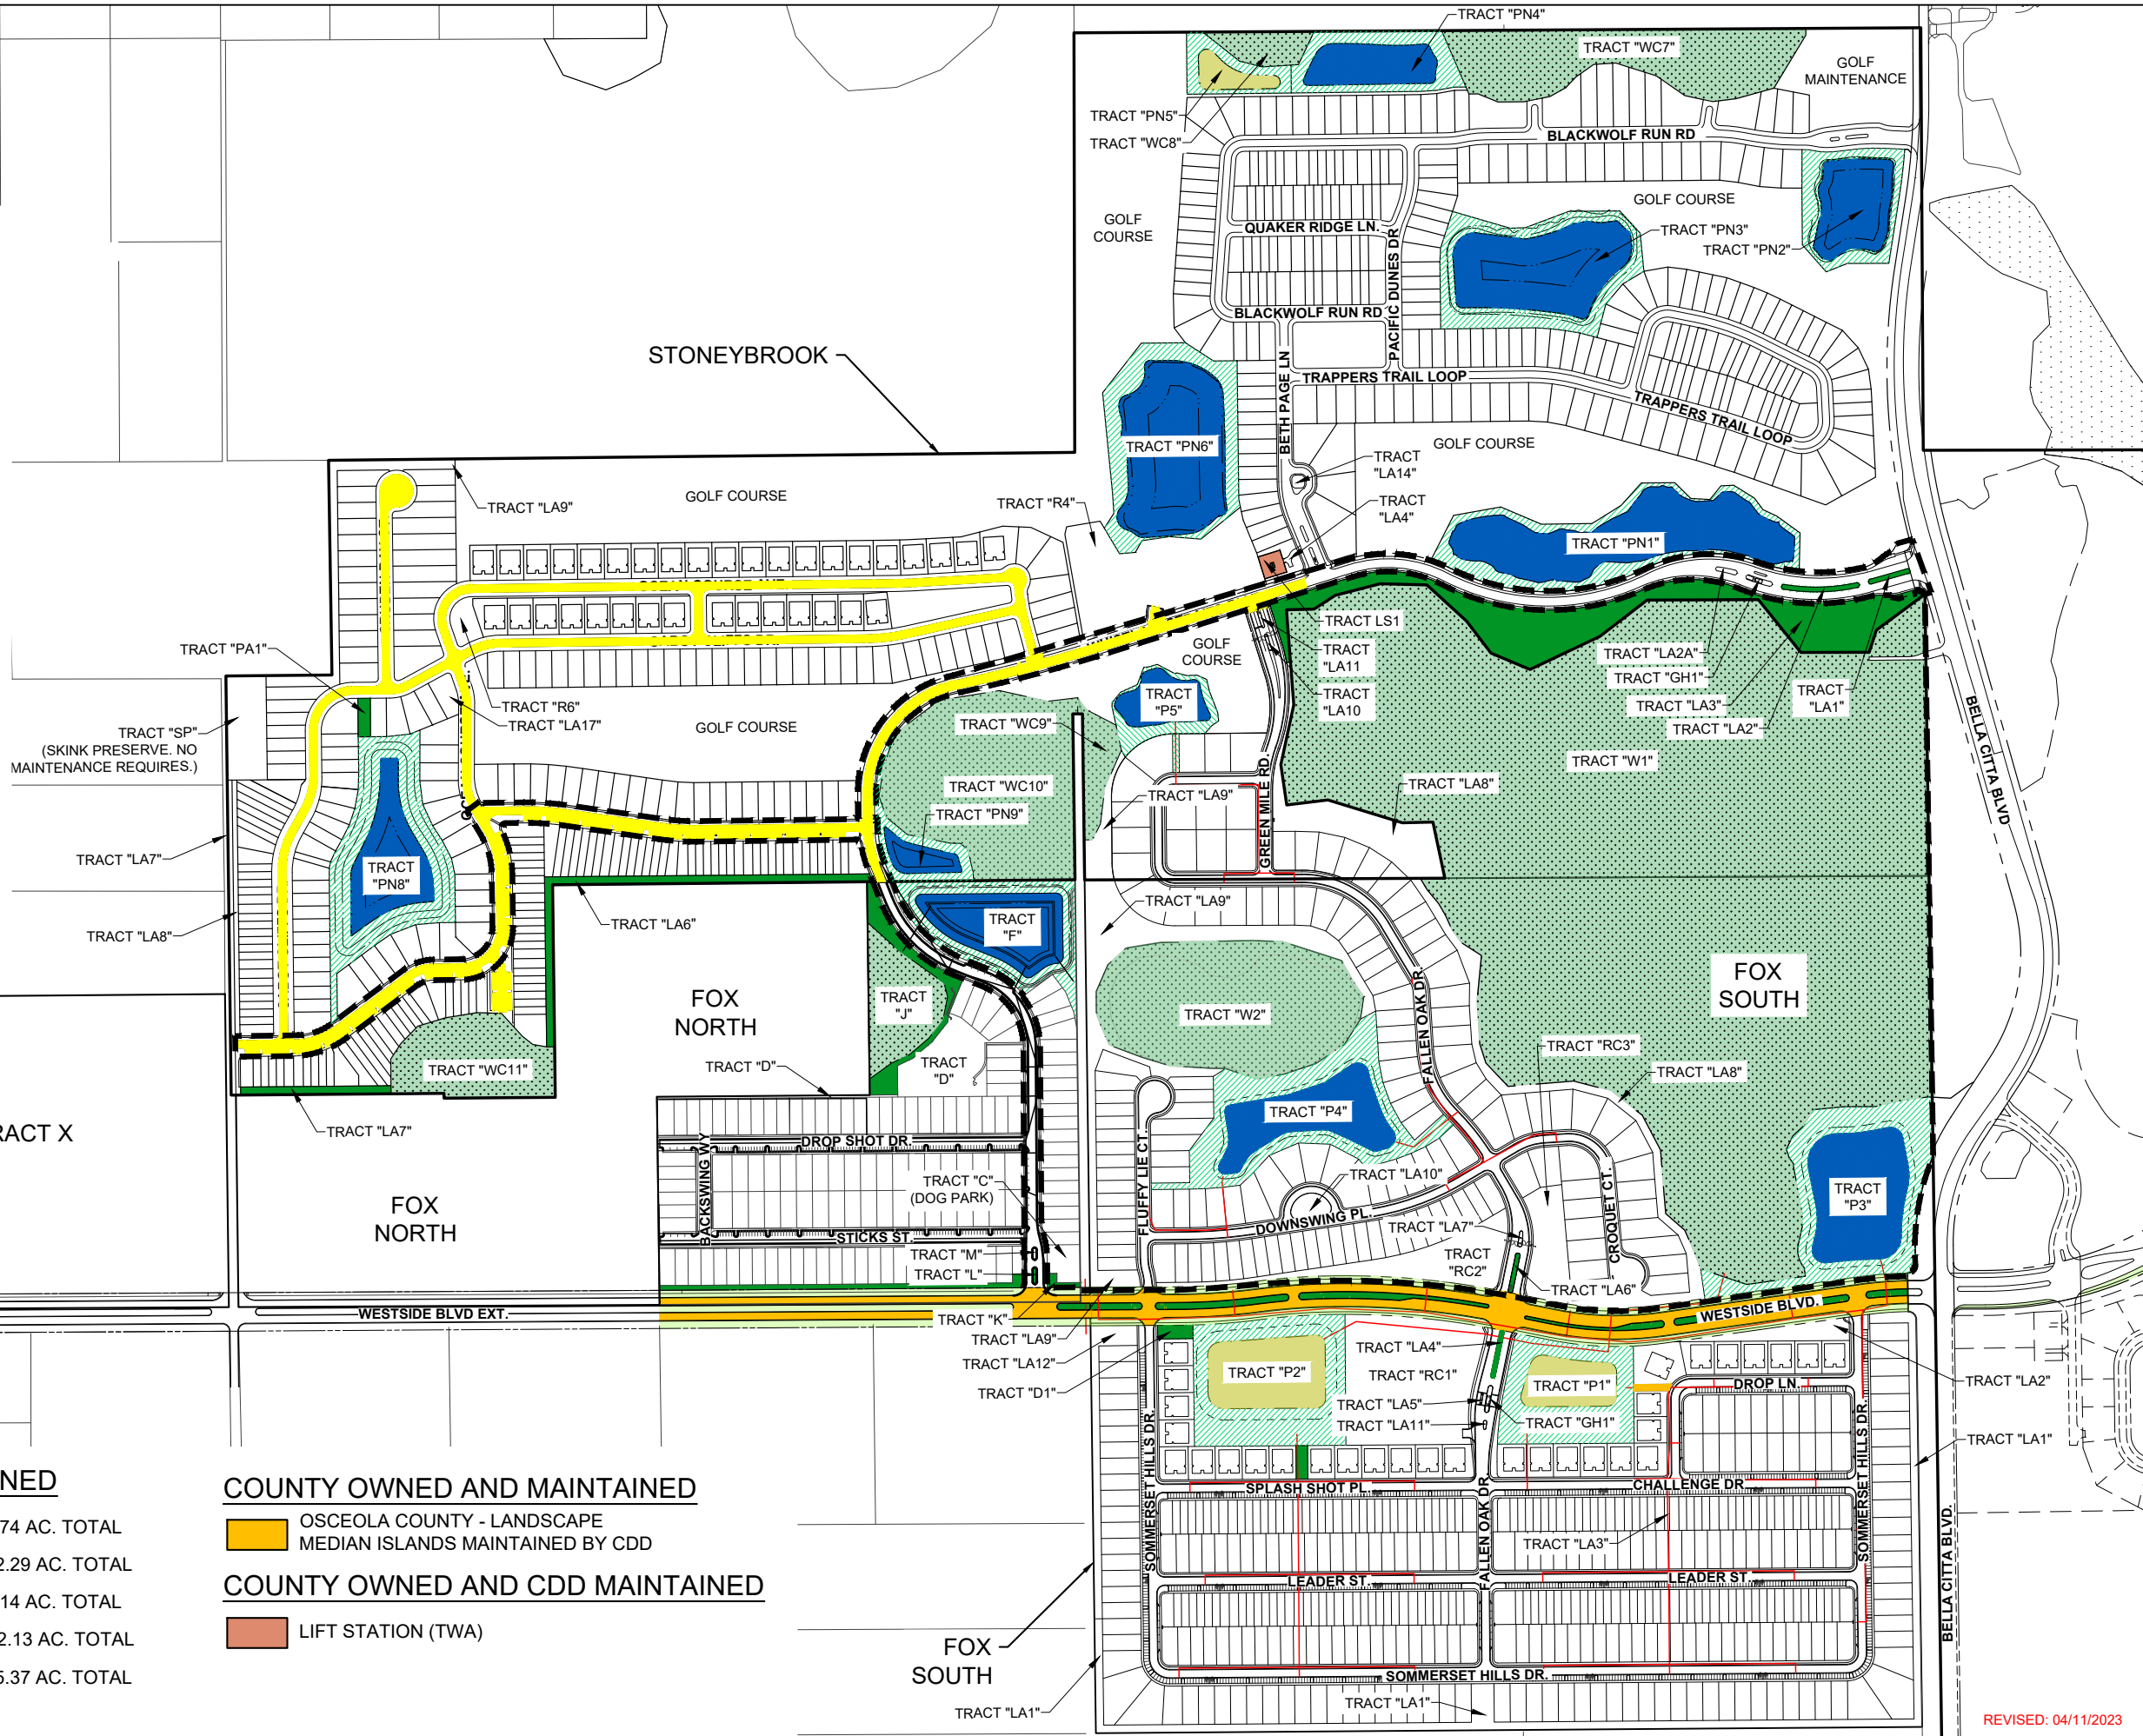 TRACT "PN4"
TRACT "WC7"
GOLF
MAINTENANCE
TRACT "PN5"
TRACT "WC8"
BLACKWOLF RUN RD
GOLF COURSE
GOLF
COURSE
QUAKER RIDGE LN.
PACIFIC DUNES DR
TRACT "PN3"
TRACT "PN2"
BLACKWOLF RUN RD
STONEYBROOK
BETH PAGE LN
TRAPPERS TRAIL LOOP
TRAPPERS TRAIL LOOP
TRACT "PN6"
GOLF COURSE
TRACT
"LA14"
TRACT "LA9"
GOLF COURSE
TRACT "R4"
TRACT
"LA4"
TRACT "PN1"
TRACT LS1
TRACT "PA1"
GOLF
COURSE
TRACT
"LA11
TRACT "LA2A"
TRACT "GH1"
TRACT
"LA10
TRACT
"LA1"
TRACT "R6"
TRACT "LA17"
TRACT
"P5"
TRACT "LA3"
TRACT "LA2"
TRACT "SP"
(SKINK PRESERVE. NO
MAINTENANCE REQUIRES.)
GOLF COURSE
TRACT "WC9"
BELLA CITTA BLVD
TRACT "W1"
TRACT "WC10"
TRACT "LA9"
GREEN MILE RD.
TRACT "LA8"
TRACT "PN9"
TRACT "LA7"
TRACT
"PN8"
TRACT "LA6"
TRACT
"F"
TRACT "LA9"
TRACT "LA8"
FOX
NORTH
TRACT
"J"
TRACT "W2"
FALLEN OAK DR.
FOX
SOUTH
TRACT "WC11"
TRACT "D"
TRACT
"D"
TRACT "RC3"
TRACT "LA8"
RACT X
TRACT "LA7"
DROP SHOT DR.
BACKSWING WY
FLUFFY LIE CT.
TRACT "P4"
TRACT "C"
(DOG PARK)
TRACT "LA10"
TRACT
"P3"
FOX
NORTH
STICKS ST.
DOWNSWING PL.
TRACT "LA7"
CROQUET CT.
TRACT "M"
TRACT "L"
TRACT
"RC2"
TRACT "LA6"
WESTSIDE BLVD EXT.
WESTSIDE BLVD.
TRACT "K"
TRACT "LA9"
TRACT "LA12"
TRACT "D1"
TRACT "P2"
TRACT "LA4"
TRACT "RC1"
TRACT "P1"
TRACT "LA2"
DROP LN.
TRACT "LA5"
TRACT "LA11"
TRACT "GH1"
TRACT "LA1"
SOMMERSET HILLS DR.
SOMMERSET HILLS DR.
SPLASH SHOT PL.
CHALLENGE DR
FALLEN OAK DR.
TRACT "LA3"
LEADER ST.
LEADER ST.
BELLA CITTA BLVD.
FOX
SOUTH
SOMMERSET HILLS DR.
TRACT "LA1"
TRACT "LA1"
NED
74 AC. TOTAL
2.29 AC. TOTAL
14 AC. TOTAL
2.13 AC. TOTAL
5.37 AC. TOTAL
COUNTY OWNED AND MAINTAINED
OSCEOLA COUNTY - LANDSCAPE
MEDIAN ISLANDS MAINTAINED BY CDD
COUNTY OWNED AND CDD MAINTAINED
LIFT STATION (TWA)
REVISED: 04/11/2023